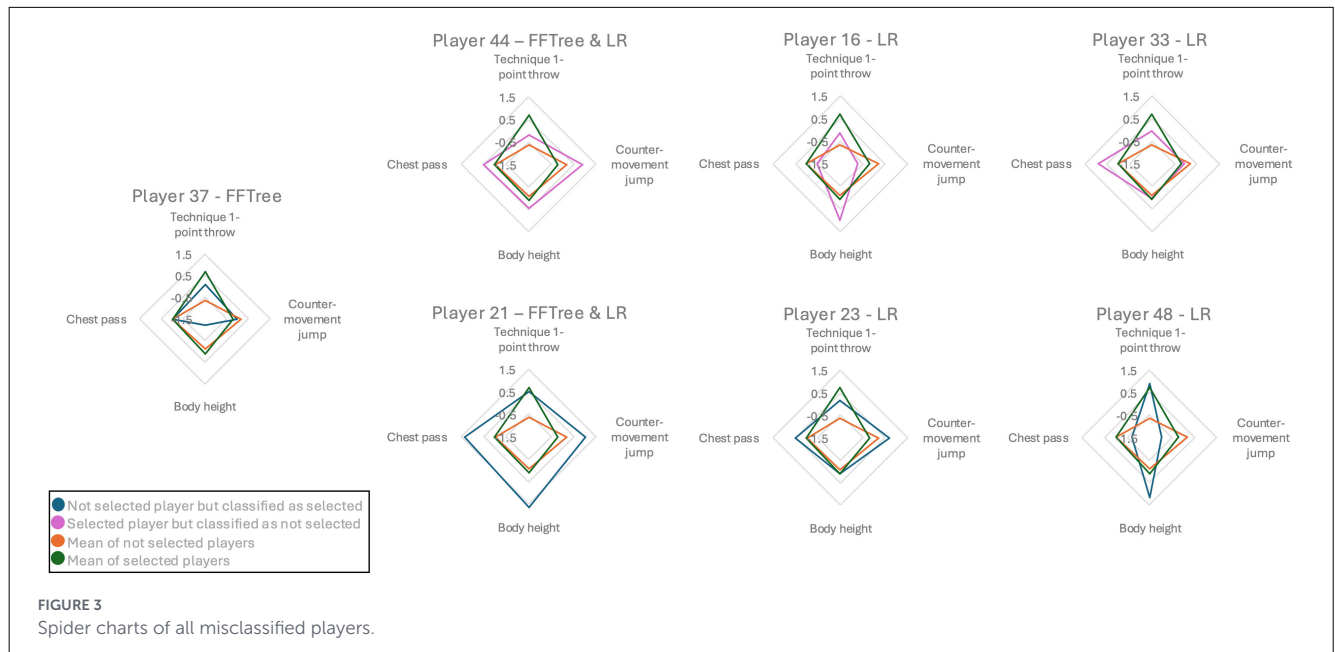 Player 37 - FFTree
Technique 1-
point throw
1.5
0.5
-0.5
-1.5
Chest pass
Counter-
movement
jump
Body height
Player 44 – FFTree & LR
Technique 1-
point throw
1.5
0.5
-0.5
-1.5
Chest pass
Counter-
movement
jump
Body height
Player 16 - LR
Technique 1-
point throw
1.5
0.5
-0.5
-1.5
Chest pass
Counter-
movement
jump
Body height
Player 33 - LR
Technique 1-
point throw
1.5
0.5
-0.5
-1.5
Chest pass
Counter-
movement
jump
Body height
Player 21 – FFTree & LR
Technique 1-
point throw
1.5
0.5
-0.5
-1.5
Chest pass
Counter-
movement
jump
Body height
Player 23 - LR
Technique 1-
point throw
1.5
0.5
-0.5
-1.5
Chest pass
Counter-
movement
jump
Body height
Player 48 - LR
Technique 1-
point throw
1.5
0.5
-0.5
-1.5
Chest pass
Counter-
movement
jump
Body height
Not selected player but classified as selected
Selected player but classified as not selected
Mean of not selected players
Mean of selected players
FIGURE 3
Spider charts of all misclassified players.